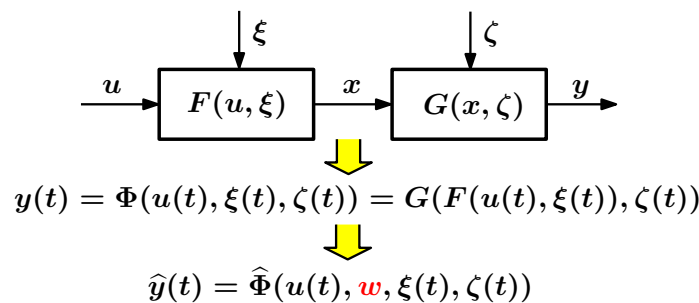 ξ ζ
u F(u, ξ) x G(x, ζ) y
y(t) = Φ(u(t), ξ(t), ζ(t)) = G(F(u(t), ξ(t)), ζ(t))
ŷ(t) = Φ̂(u(t), w, ξ(t), ζ(t))